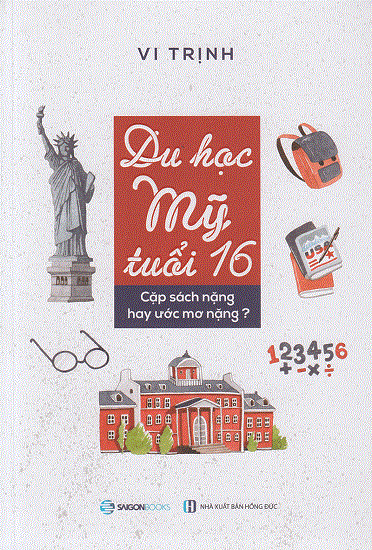 VI TRỊNH
Du học
Mỹ
tuổi 16
Cặp sách nặng
hay ước mơ nặng?
USA
123456
+-×÷
SAIGONBOOKS
NHÀ XUẤT BẢN HỒNG ĐỨC